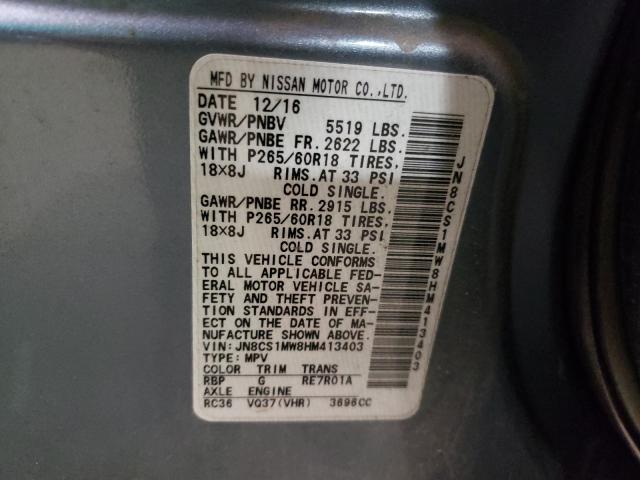 MFD BY NISSAN MOTOR CO.,LTD.
DATE 12/16
GVWR/PNBV 5519 LBS.
GAWR/PNBE FR. 2622 LBS.
WITH P265/60R18 TIRES,
18×8J RIMS. AT 33 PSI
COLD SINGLE.
GAWR/PNBE RR. 2915 LBS.
WITH P265/60R18 TIRES,
18×8J RIMS. AT 33 PSI
COLD SINGLE.
THIS VEHICLE CONFORMS
TO ALL APPLICABLE FED-
ERAL MOTOR VEHICLE SA-
FETY AND THEFT PREVEN-
TION STANDARDS IN EFF-
ECT ON THE DATE OF MA-
NUFACTURE SHOWN ABOVE.
VIN: JN8CS1MW8HM413403
TYPE: MPV
COLOR TRIM TRANS
RBP G RE7R01A
AXLE ENGINE
RC36 VQ37(VHR) 3696CC
JN8CS1MW8HM413403